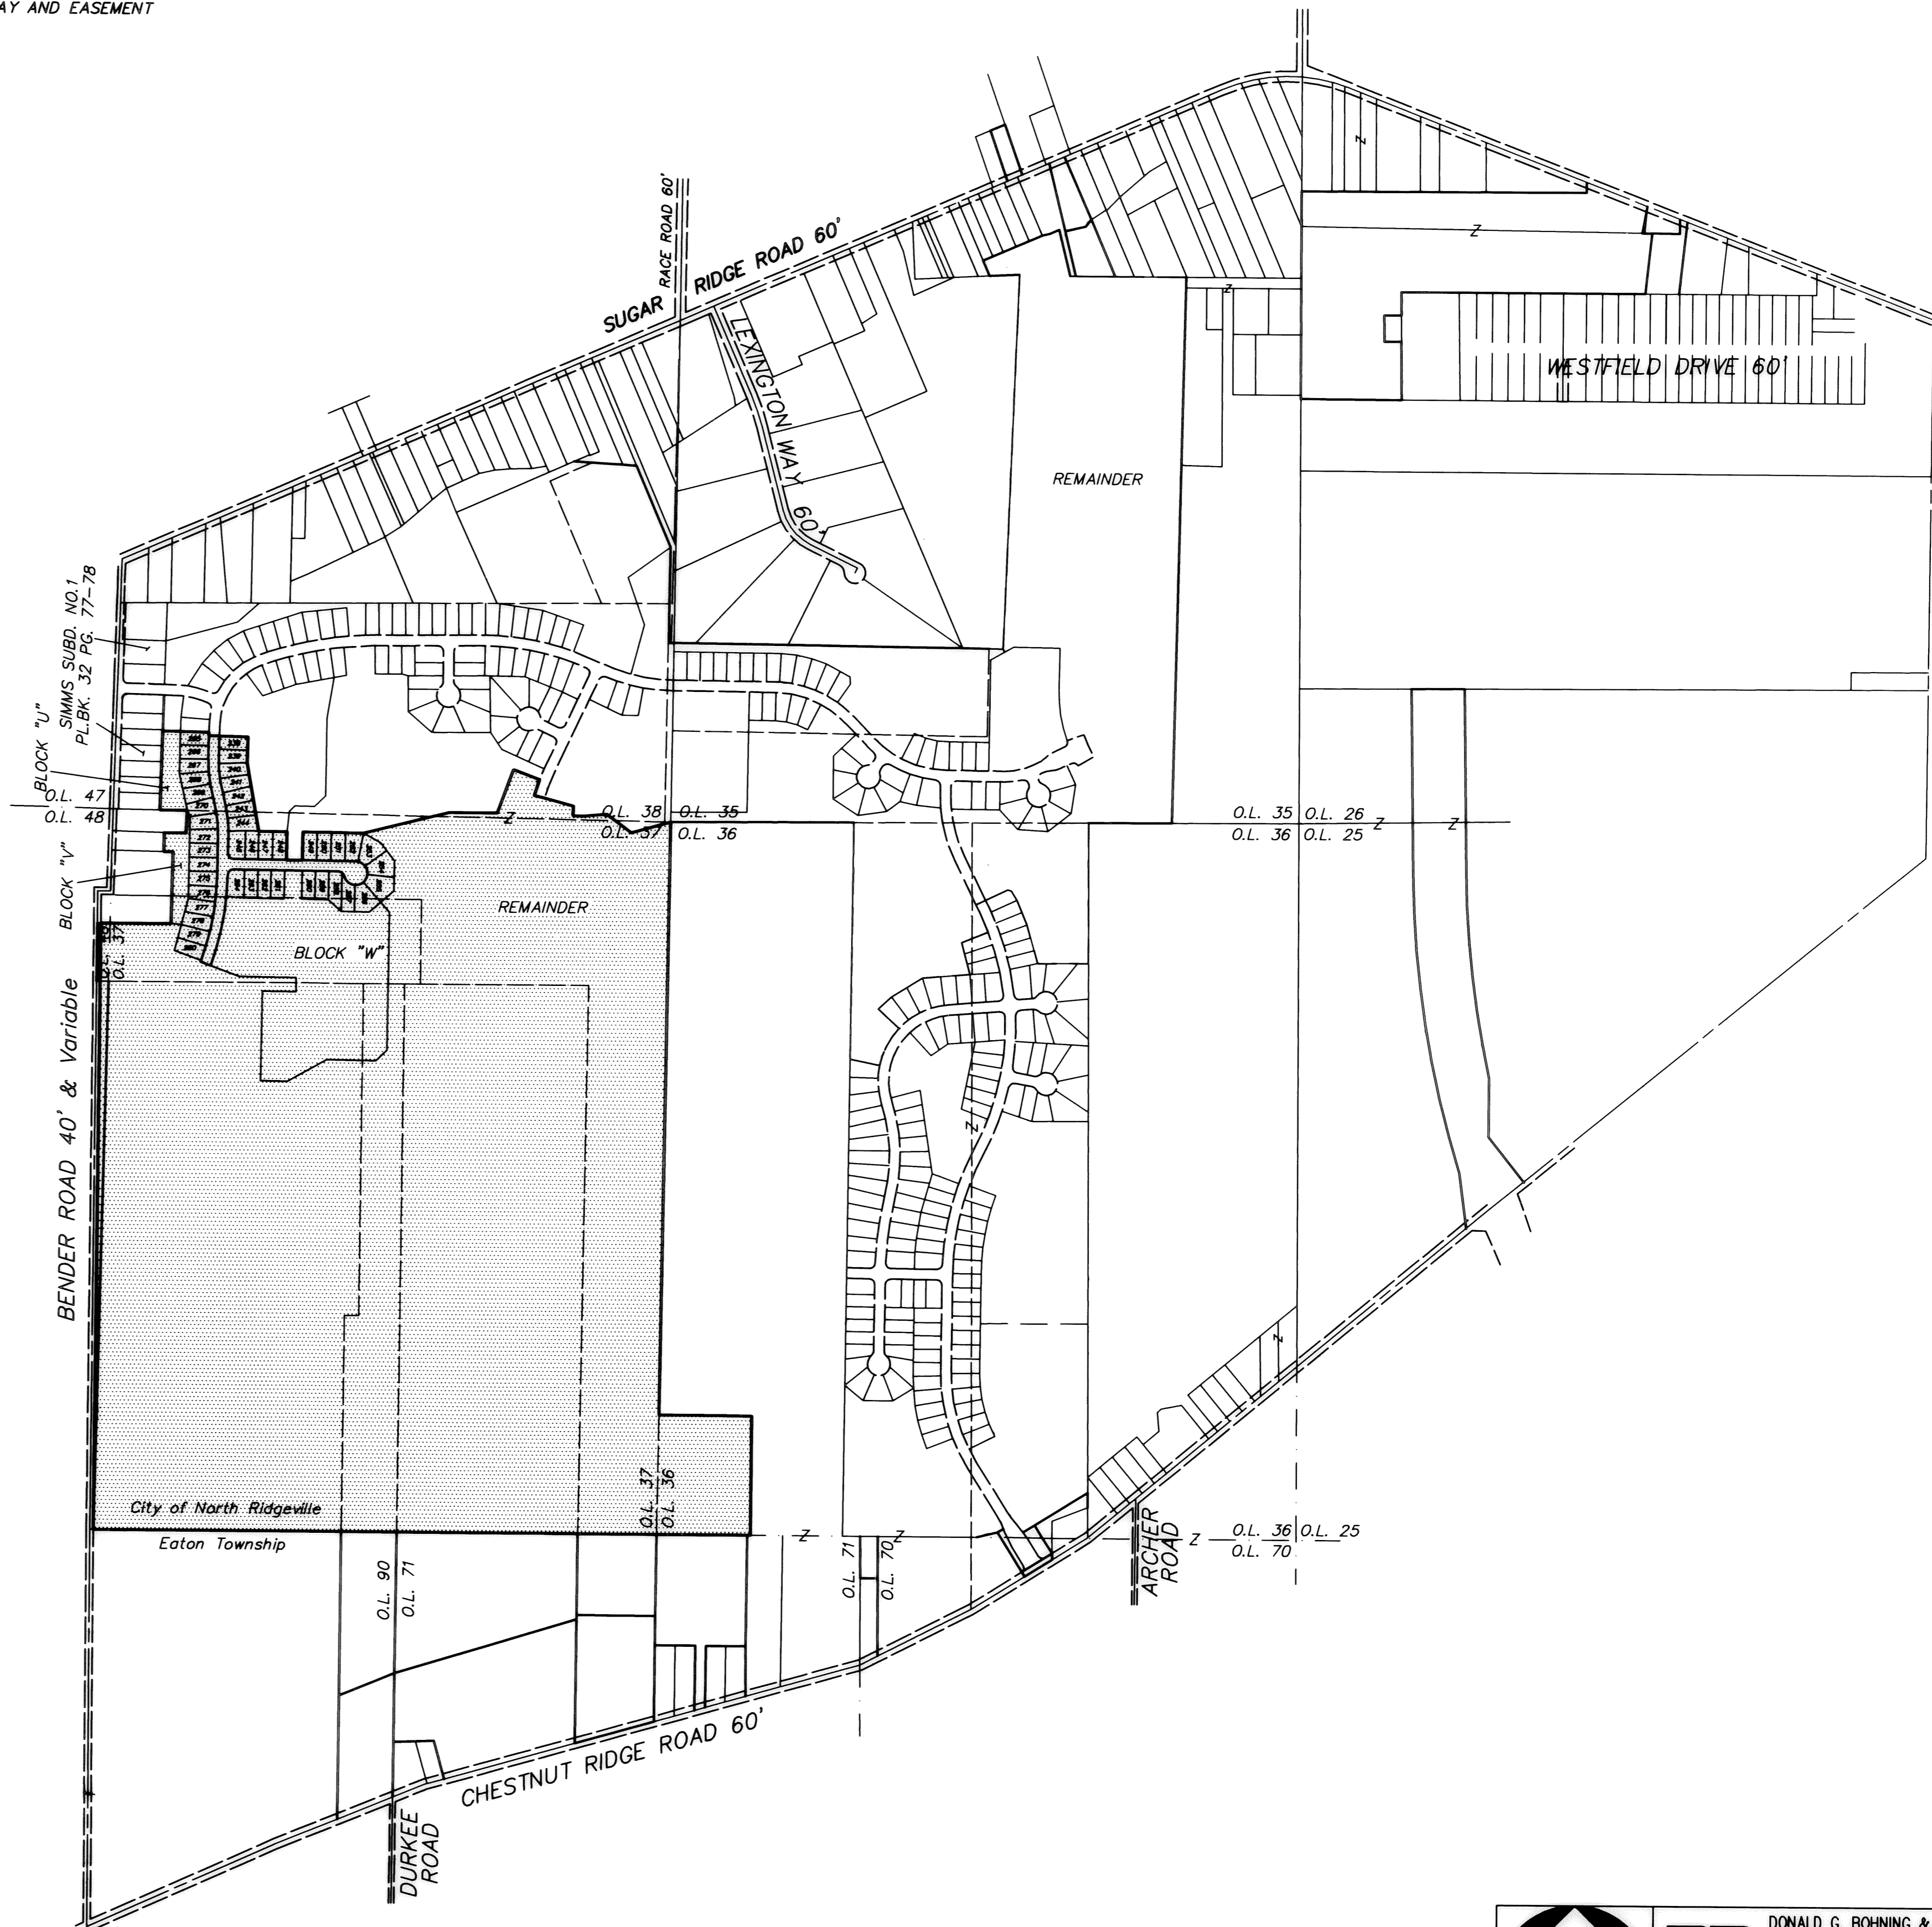 AY AND EASEMENT
RACE ROAD 60'
SUGAR RIDGE ROAD 60'
LEXINGTON WAY 60'
WESTFIELD DRIVE 60'
REMAINDER
SIMMS SUBD. NO.1
PL.BK. 32 PG. 77-78
BLOCK "U"
O.L. 47
O.L. 48
BLOCK "V"
O.L. 38 O.L. 35
O.L. 37 O.L. 36
O.L. 35 O.L. 26
O.L. 36 O.L. 25
REMAINDER
BLOCK "W"
O.L. 37
BENDER ROAD 40' & Variable
O.L. 37
O.L. 36
City of North Ridgeville
Eaton Township
O.L. 90
O.L. 71
O.L. 71
O.L. 70
ARCHER
ROAD
O.L. 36 O.L. 25
O.L. 70
CHESTNUT RIDGE ROAD 60'
DURKEE
ROAD
DONALD G. BOHNING &